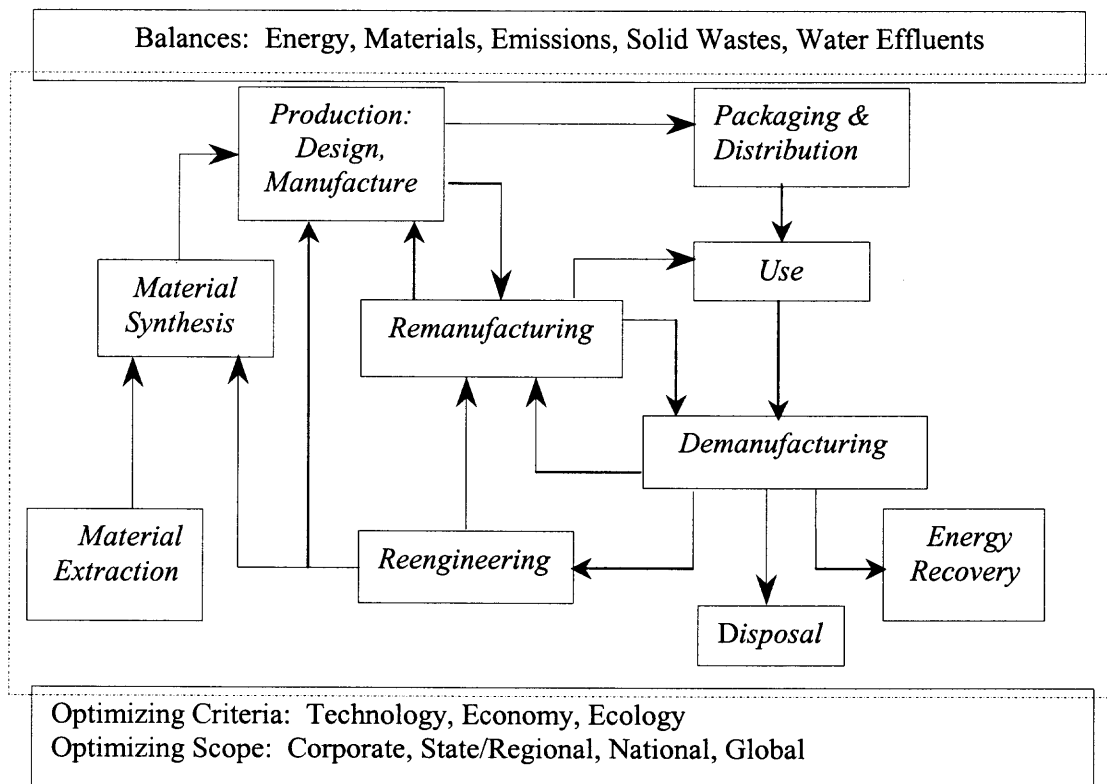 Balances: Energy, Materials, Emissions, Solid Wastes, Water Effluents
Production:
Design,
Manufacture
Packaging &
Distribution
Material
Synthesis
Use
Remanufacturing
Demanufacturing
Material
Extraction
Reengineering
Energy
Recovery
Disposal
Optimizing Criteria: Technology, Economy, Ecology
Optimizing Scope: Corporate, State/Regional, National, Global